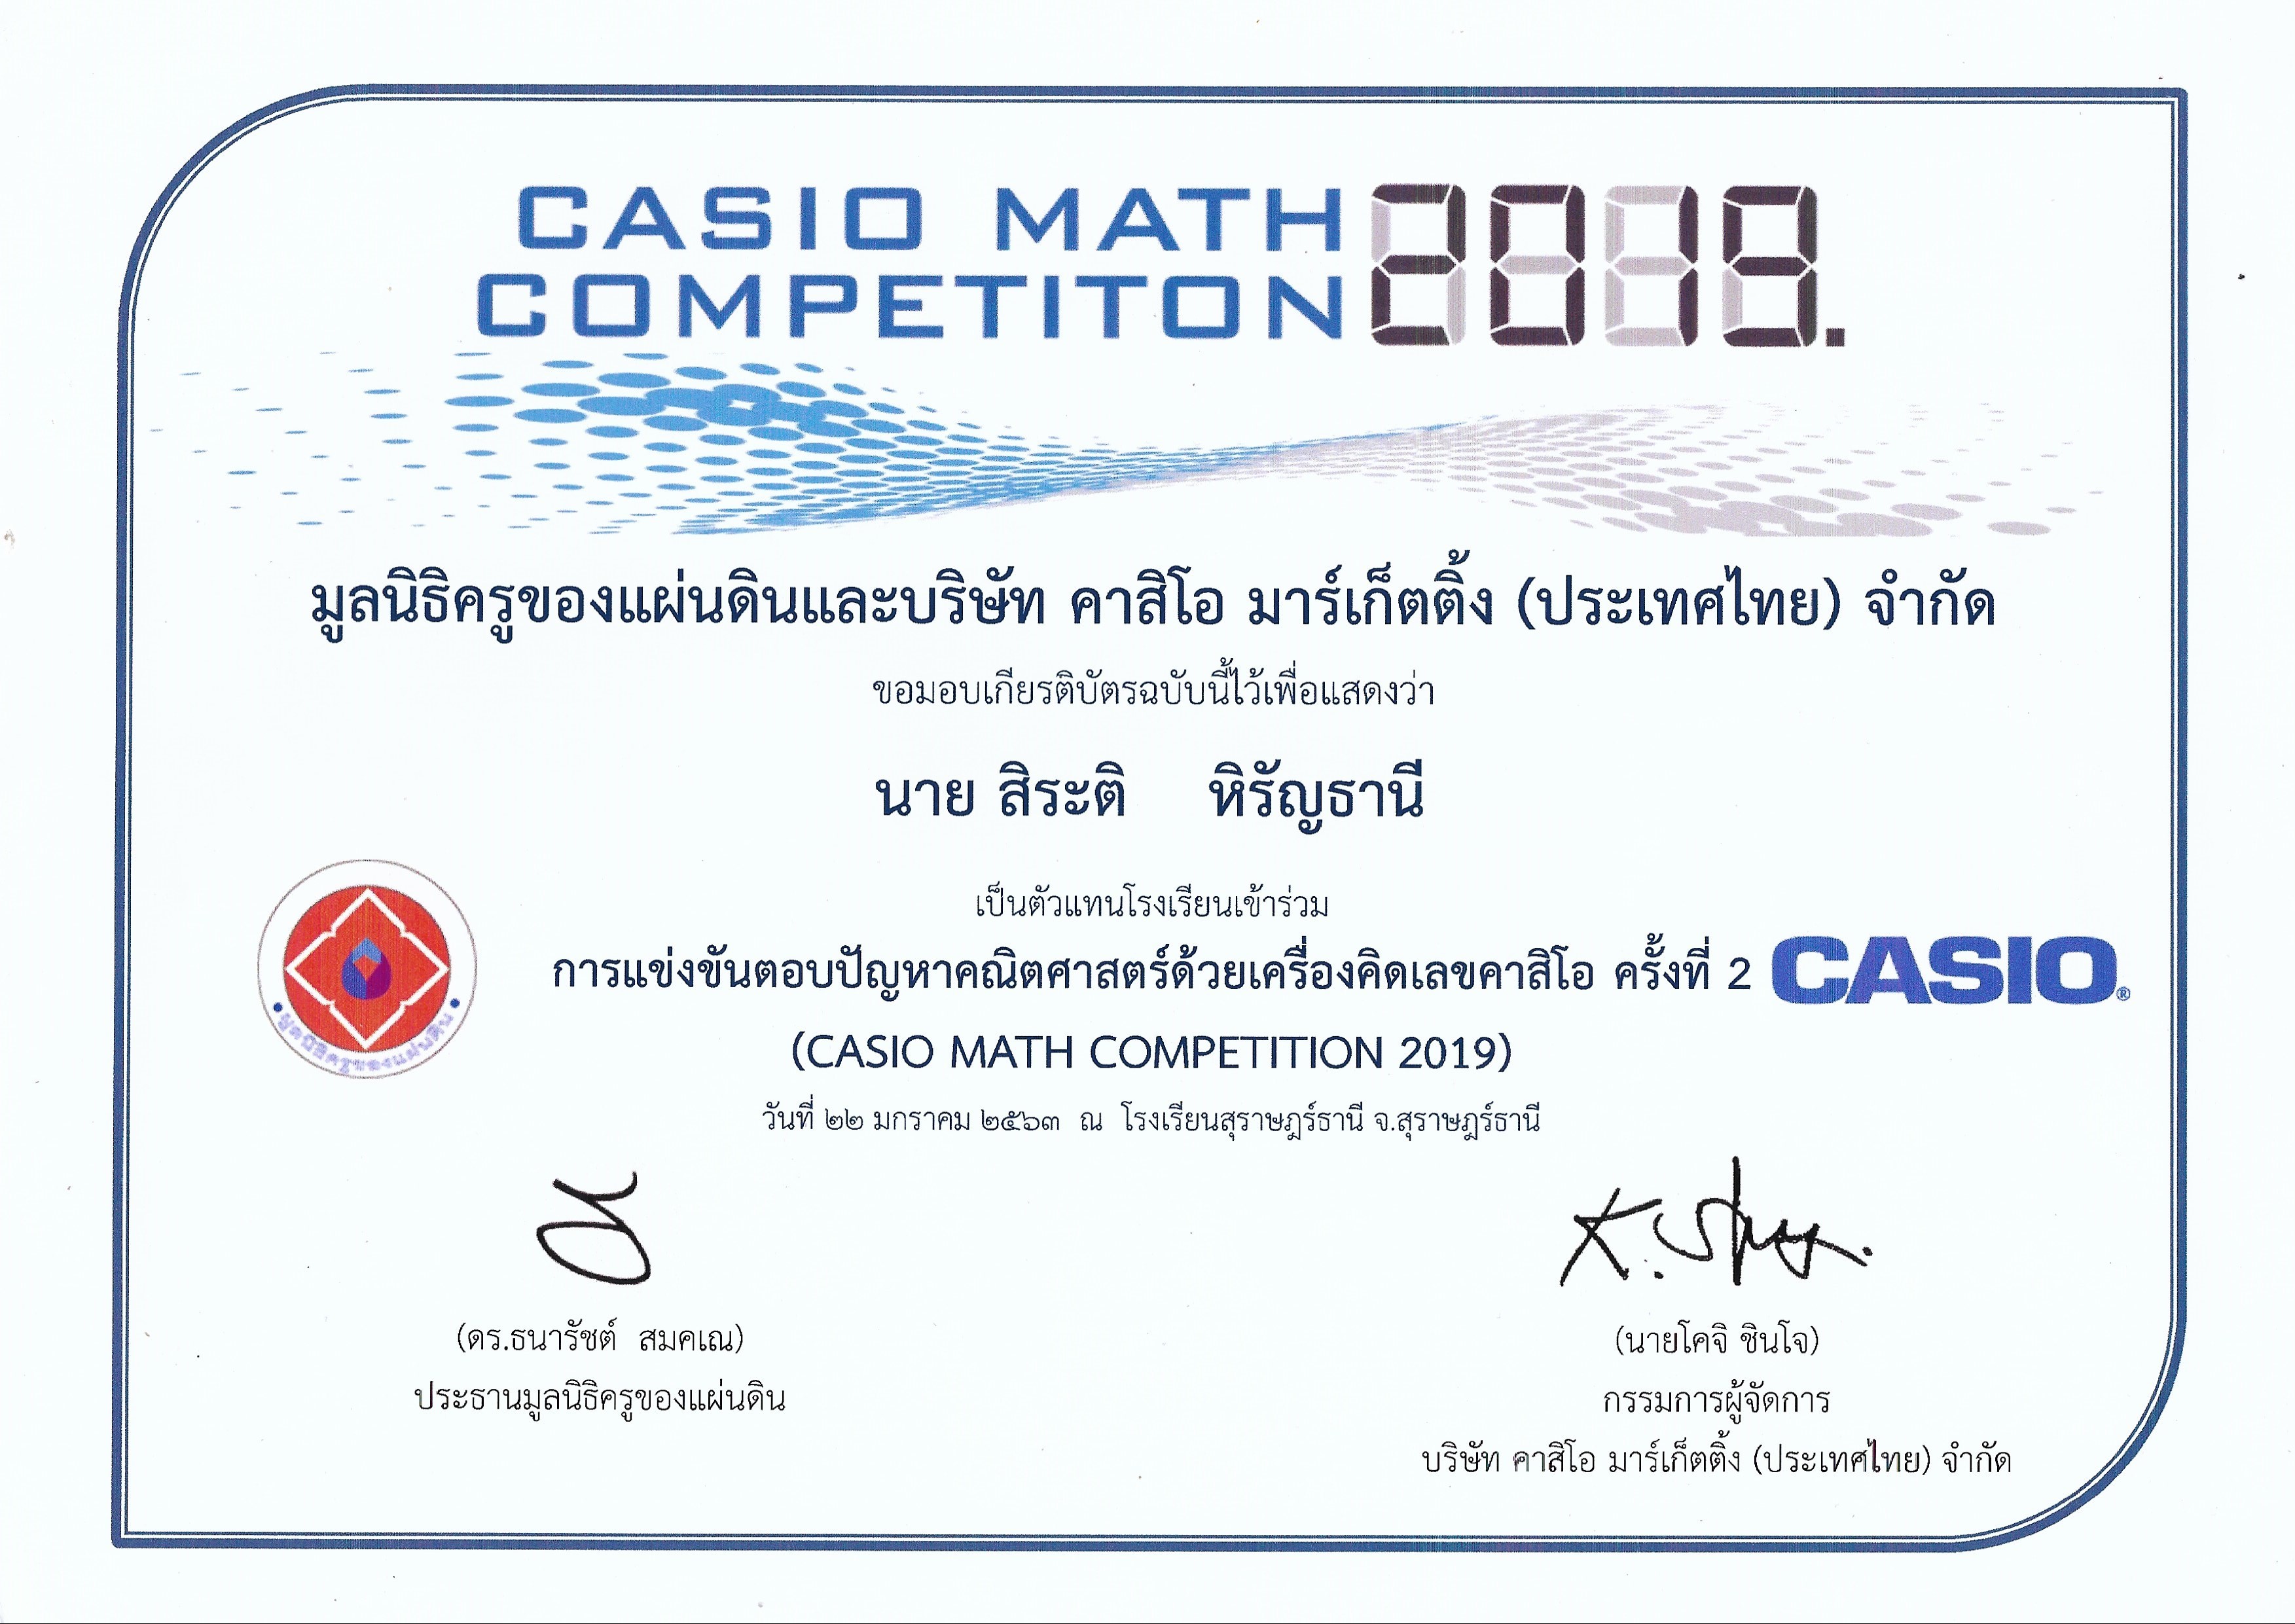 CASIO MATH
COMPETITON 2019.
มูลนิธิครูของแผ่นดินและบริษัท คาสิโอ มาร์เก็ตติ้ง (ประเทศไทย) จำกัด
ขอมอบเกียรติบัตรฉบับนี้ไว้เพื่อแสดงว่า
นาย สิระติ หิรัญธานี
เป็นตัวแทนโรงเรียนเข้าร่วม
การแข่งขันตอบปัญหาคณิตศาสตร์ด้วยเครื่องคิดเลขคาสิโอ ครั้งที่ 2
CASIO®
มูลนิธิครูของแผ่นดิน
(CASIO MATH COMPETITION 2019)
วันที่ ๒๒ มกราคม ๒๕๖๓ ณ โรงเรียนสุราษฎร์ธานี จ.สุราษฎร์ธานี
(ดร.ธนารัชต์ สมคเณ)
ประธานมูลนิธิครูของแผ่นดิน
(นายโคจิ ชินโจ)
กรรมการผู้จัดการ
บริษัท คาสิโอ มาร์เก็ตติ้ง (ประเทศไทย) จำกัด